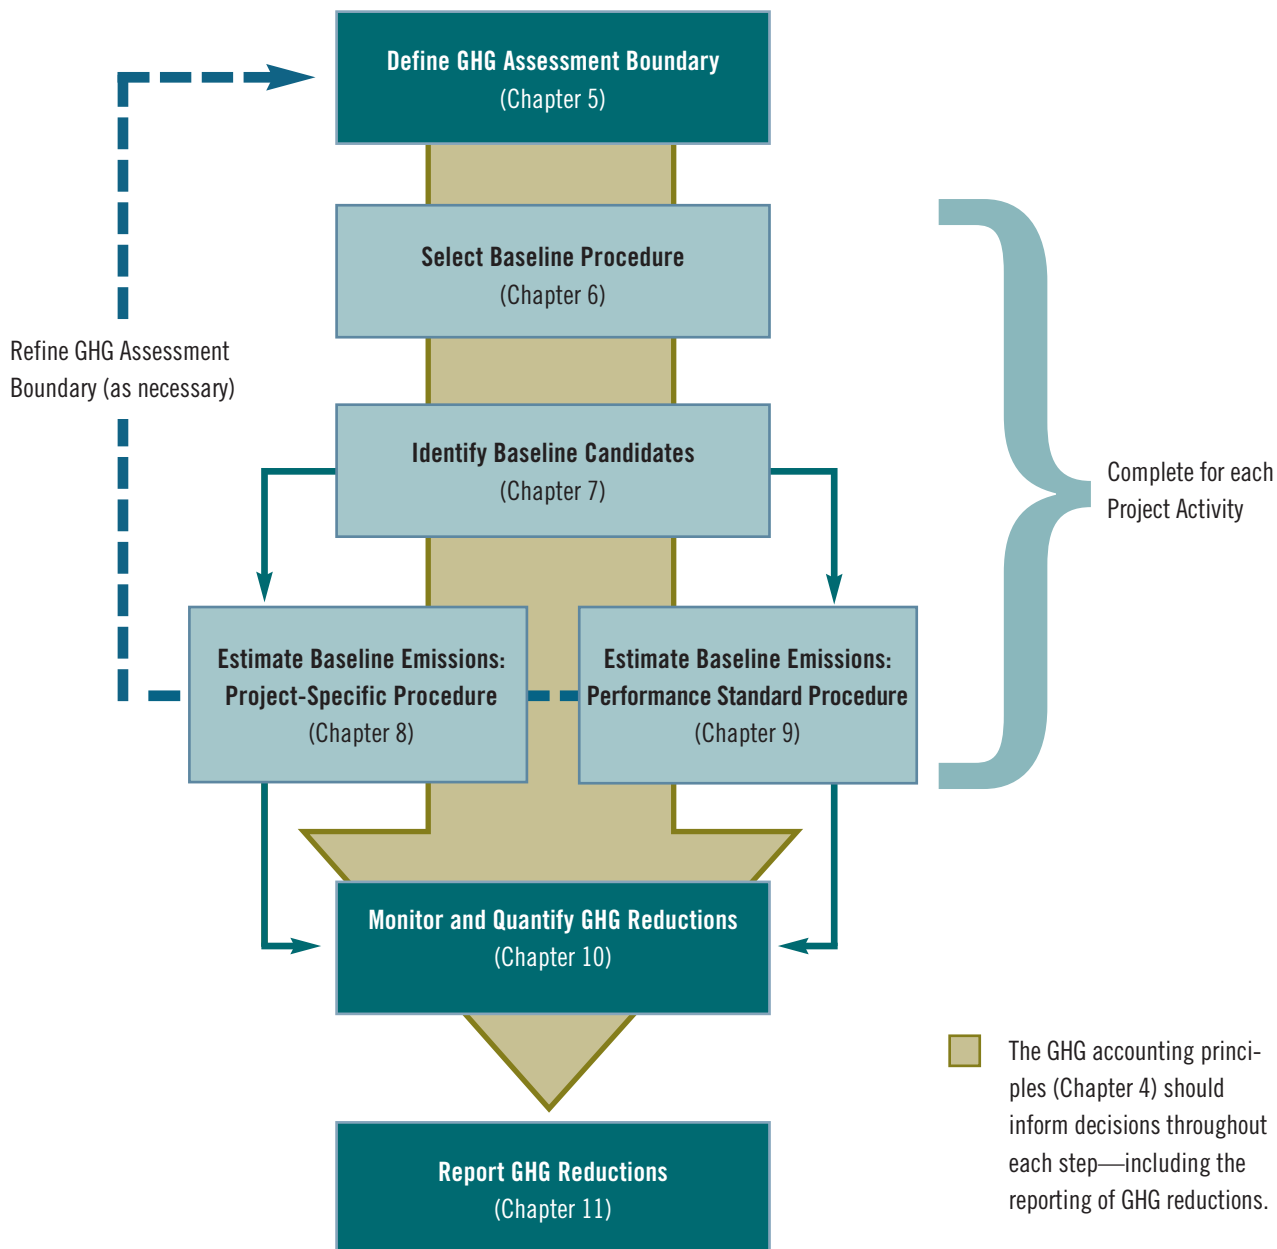 Define GHG Assessment Boundary
(Chapter 5)
Select Baseline Procedure
(Chapter 6)
Refine GHG Assessment
Boundary (as necessary)
Identify Baseline Candidates
(Chapter 7)
Complete for each
Project Activity
Estimate Baseline Emissions:
Project-Specific Procedure
(Chapter 8)
Estimate Baseline Emissions:
Performance Standard Procedure
(Chapter 9)
Monitor and Quantify GHG Reductions
(Chapter 10)
The GHG accounting princi-
ples (Chapter 4) should
inform decisions throughout
each step—including the
reporting of GHG reductions.
Report GHG Reductions
(Chapter 11)